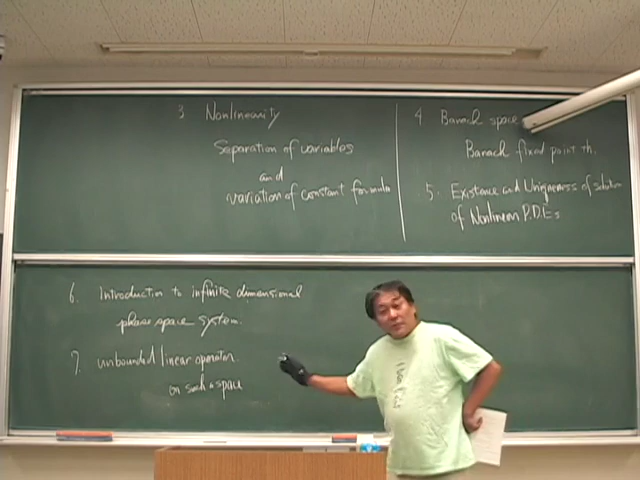 3 Nonlinearity
Separation of variables
and
variation of constant formula
4 Banach space
Banach fixed point th.
5. Existence and Uniqueness of solution
of Nonlinear P.D.Es
6. Introduction to infinite dimensional
phase space system.
7. unbounded linear operator.
on such a space